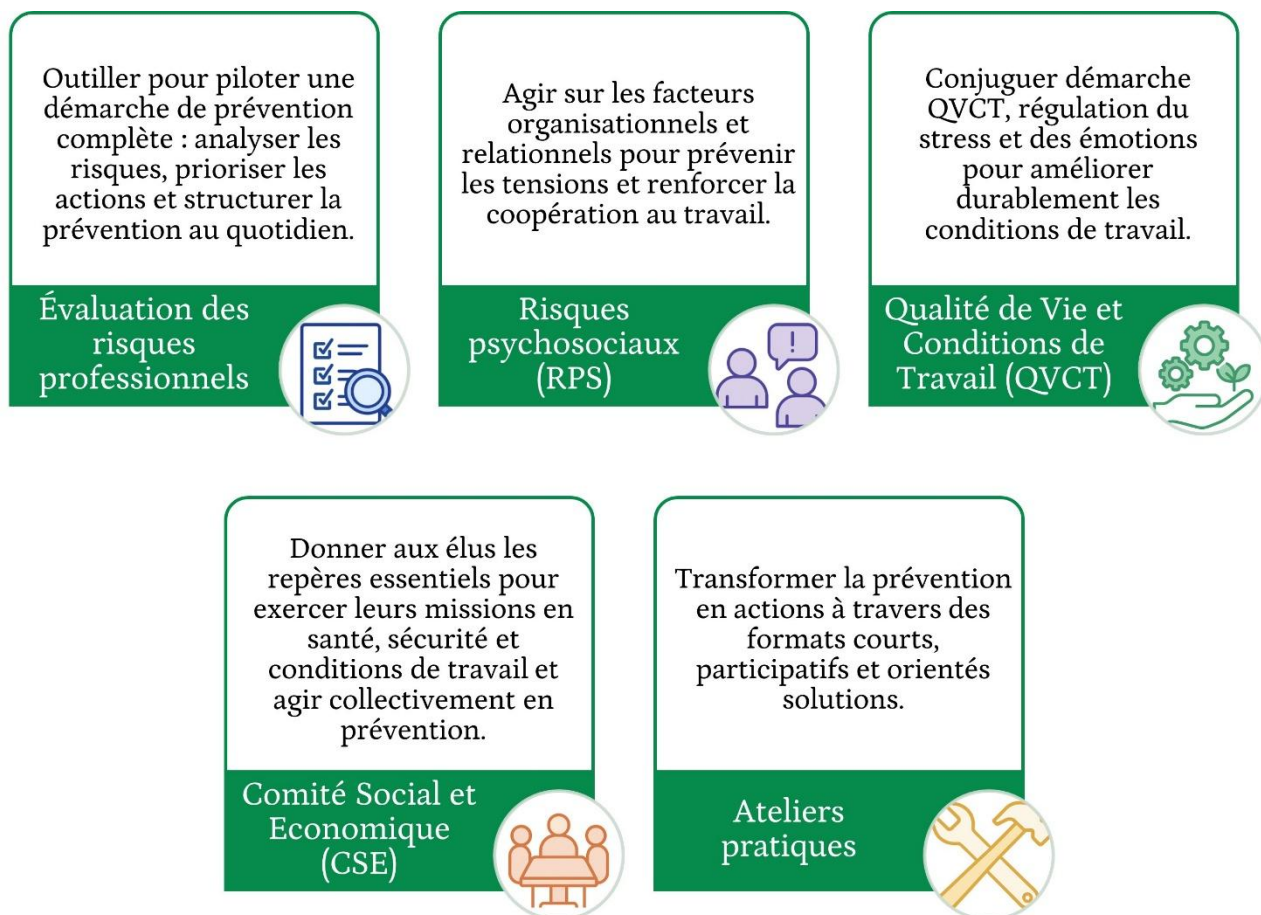 Outiller pour piloter une
démarche de prévention
complète : analyser les
risques, prioriser les
actions et structurer la
prévention au quotidien.
Évaluation des
risques
professionnels
Agir sur les facteurs
organisationnels et
relationnels pour prévenir
les tensions et renforcer la
coopération au travail.
Risques
psychosociaux
(RPS)
!
Conjuguer démarche
QVCT, régulation du
stress et des émotions
pour améliorer
durablement les
conditions de travail.
Qualité de Vie et
Conditions de
Travail (QVCT)
Donner aux élus les
repères essentiels pour
exercer leurs missions en
santé, sécurité et
conditions de travail et
agir collectivement en
prévention.
Comité Social et
Economique
(CSE)
Transformer la prévention
en actions à travers des
formats courts,
participatifs et orientés
solutions.
Ateliers
pratiques